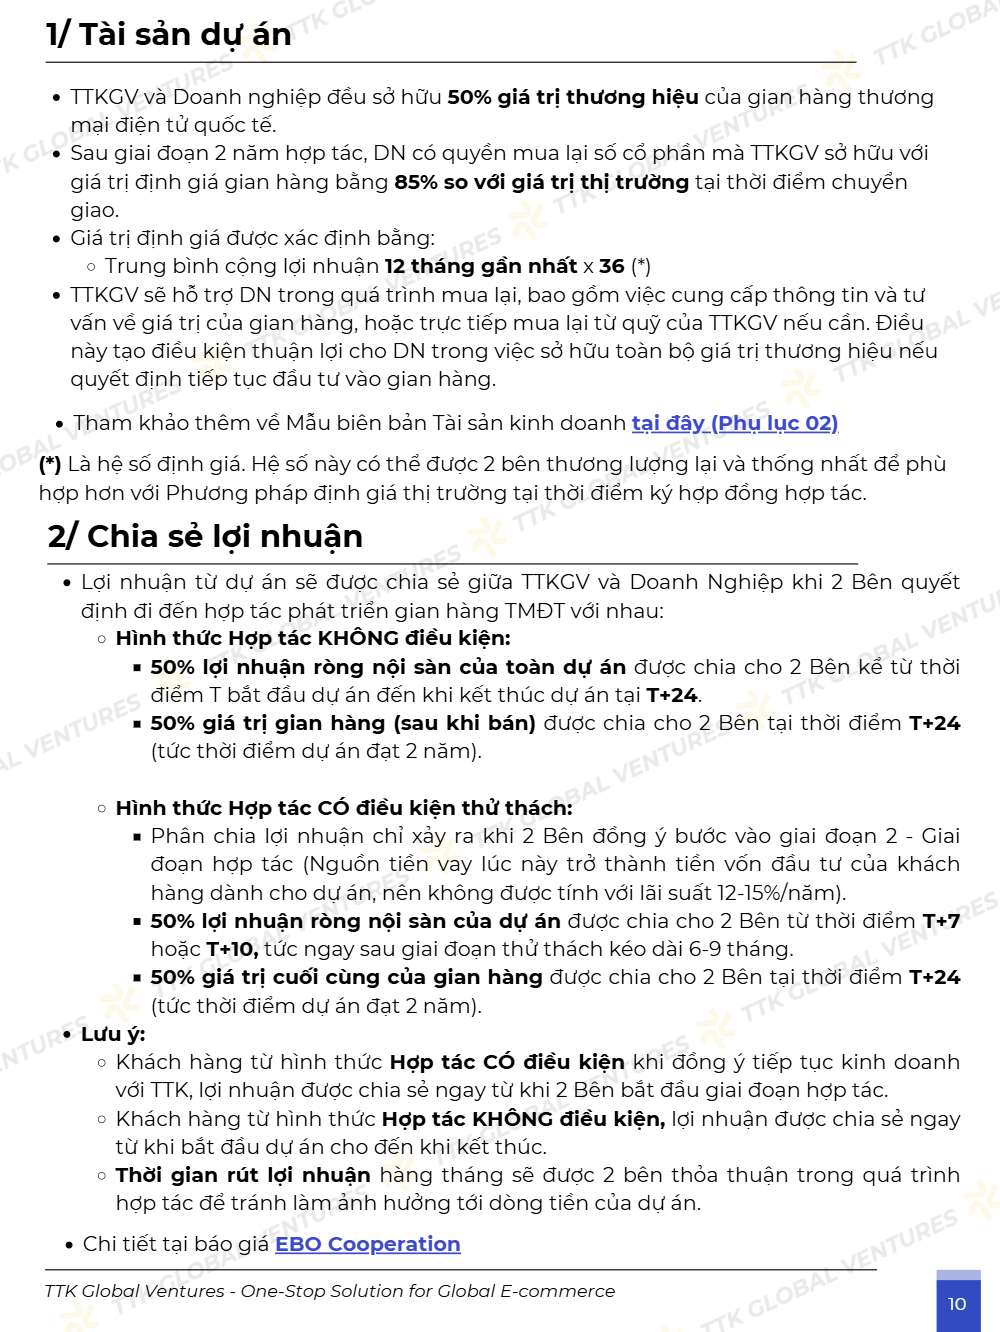 1/ Tài sản dự án
• TTKGV và Doanh nghiệp đều sở hữu 50% giá trị thương hiệu của gian hàng thương
mại điện tử quốc tế.
• Sau giai đoạn 2 năm hợp tác, DN có quyền mua lại số cổ phần mà TTKGV sở hữu với
giá trị định giá gian hàng bằng 85% so với giá trị thị trường tại thời điểm chuyển
giao.
• Giá trị định giá được xác định bằng:
○ Trung bình cộng lợi nhuận 12 tháng gần nhất x 36 (*)
• TTKGV sẽ hỗ trợ DN trong quá trình mua lại, bao gồm việc cung cấp thông tin và tư
vấn về giá trị của gian hàng, hoặc trực tiếp mua lại từ quỹ của TTKGV nếu cần. Điều
này tạo điều kiện thuận lợi cho DN trong việc sở hữu toàn bộ giá trị thương hiệu nếu
quyết định tiếp tục đầu tư vào gian hàng.
• Tham khảo thêm về Mẫu biên bản Tài sản kinh doanh tại đây (Phụ lục 02)
(*) Là hệ số định giá. Hệ số này có thể được 2 bên thương lượng lại và thống nhất để phù
hợp hơn với Phương pháp định giá thị trường tại thời điểm ký hợp đồng hợp tác.
2/ Chia sẻ lợi nhuận
• Lợi nhuận từ dự án sẽ được chia sẻ giữa TTKGV và Doanh Nghiệp khi 2 Bên quyết
định đi đến hợp tác phát triển gian hàng TMĐT với nhau:
○ Hình thức Hợp tác KHÔNG điều kiện:
▪ 50% lợi nhuận ròng nội sàn của toàn dự án được chia cho 2 Bên kể từ thời
điểm T bắt đầu dự án đến khi kết thúc dự án tại T+24.
▪ 50% giá trị gian hàng (sau khi bán) được chia cho 2 Bên tại thời điểm T+24
(tức thời điểm dự án đạt 2 năm).
○ Hình thức Hợp tác CÓ điều kiện thử thách:
▪ Phân chia lợi nhuận chỉ xảy ra khi 2 Bên đồng ý bước vào giai đoạn 2 - Giai
đoạn hợp tác (Nguồn tiền vay lúc này trở thành tiền vốn đầu tư của khách
hàng dành cho dự án, nên không được tính với lãi suất 12-15%/năm).
▪ 50% lợi nhuận ròng nội sàn của dự án được chia cho 2 Bên từ thời điểm T+7
hoặc T+10, tức ngay sau giai đoạn thử thách kéo dài 6-9 tháng.
▪ 50% giá trị cuối cùng của gian hàng được chia cho 2 Bên tại thời điểm T+24
(tức thời điểm dự án đạt 2 năm).
• Lưu ý:
○ Khách hàng từ hình thức Hợp tác CÓ điều kiện khi đồng ý tiếp tục kinh doanh
với TTK, lợi nhuận được chia sẻ ngay từ khi 2 Bên bắt đầu giai đoạn hợp tác.
○ Khách hàng từ hình thức Hợp tác KHÔNG điều kiện, lợi nhuận được chia sẻ ngay
từ khi bắt đầu dự án cho đến khi kết thúc.
○ Thời gian rút lợi nhuận hàng tháng sẽ được 2 bên thỏa thuận trong quá trình
hợp tác để tránh làm ảnh hưởng tới dòng tiền của dự án.
• Chi tiết tại báo giá EBO Cooperation
TTK Global Ventures - One-Stop Solution for Global E-commerce
10